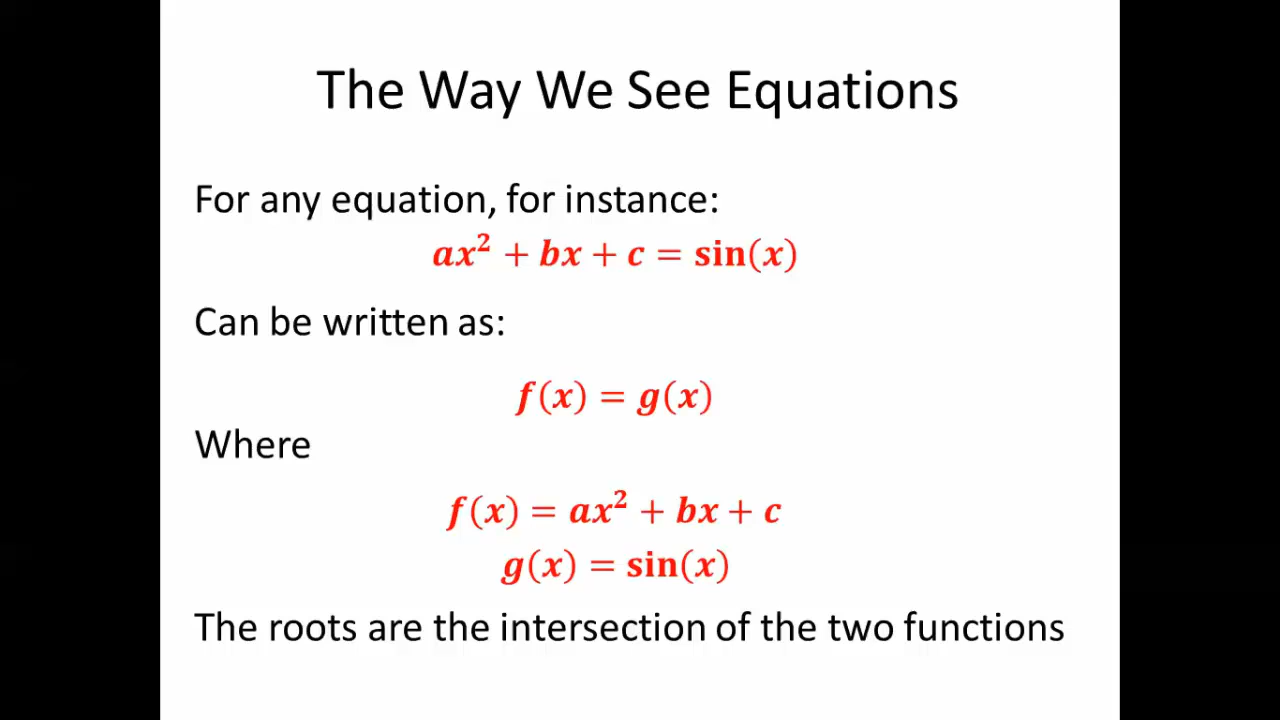 The Way We See Equations
For any equation, for instance:
ax² + bx + c = sin(x)
Can be written as:
f(x) = g(x)
Where
f(x) = ax² + bx + c
g(x) = sin(x)
The roots are the intersection of the two functions